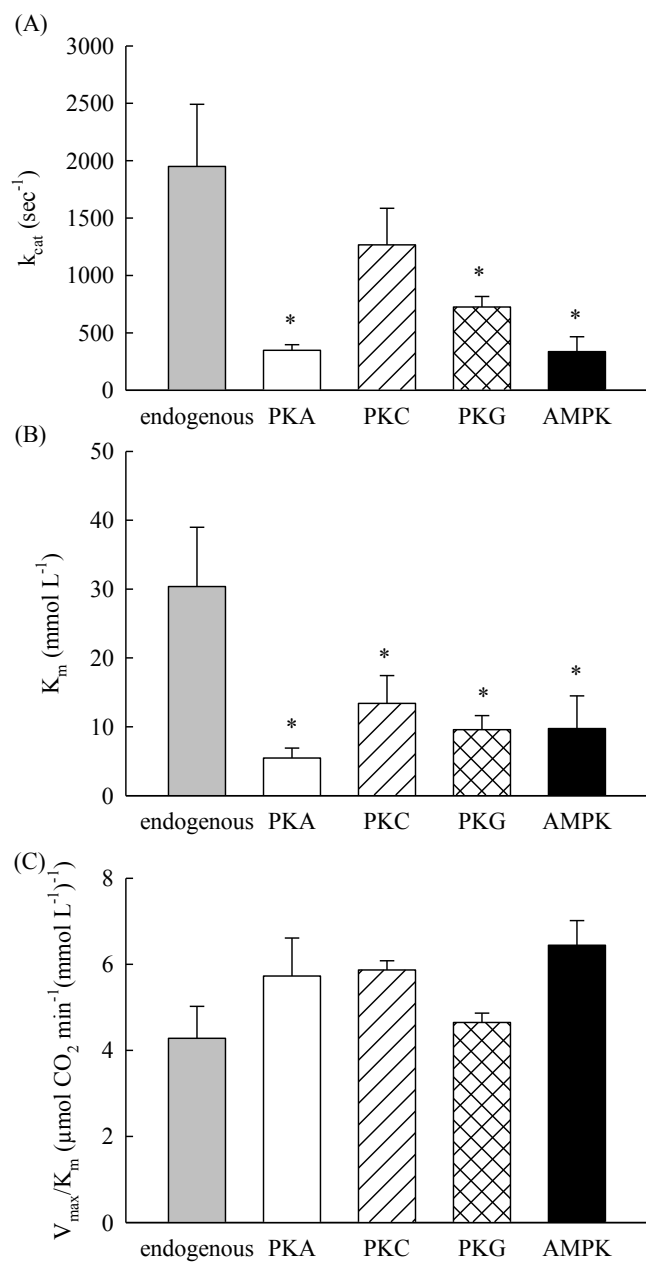 (A)
3000
2500
2000
1500
1000
500
0
k_cat (sec⁻¹)
*
*
*
endogenous PKA PKC PKG AMPK
(B)
50
40
30
20
10
0
K_m (mmol L⁻¹)
*
*
*
*
endogenous PKA PKC PKG AMPK
(C)
8
6
4
2
0
V_max/K_m (µmol CO₂ min⁻¹(mmol L⁻¹)⁻¹)
endogenous PKA PKC PKG AMPK